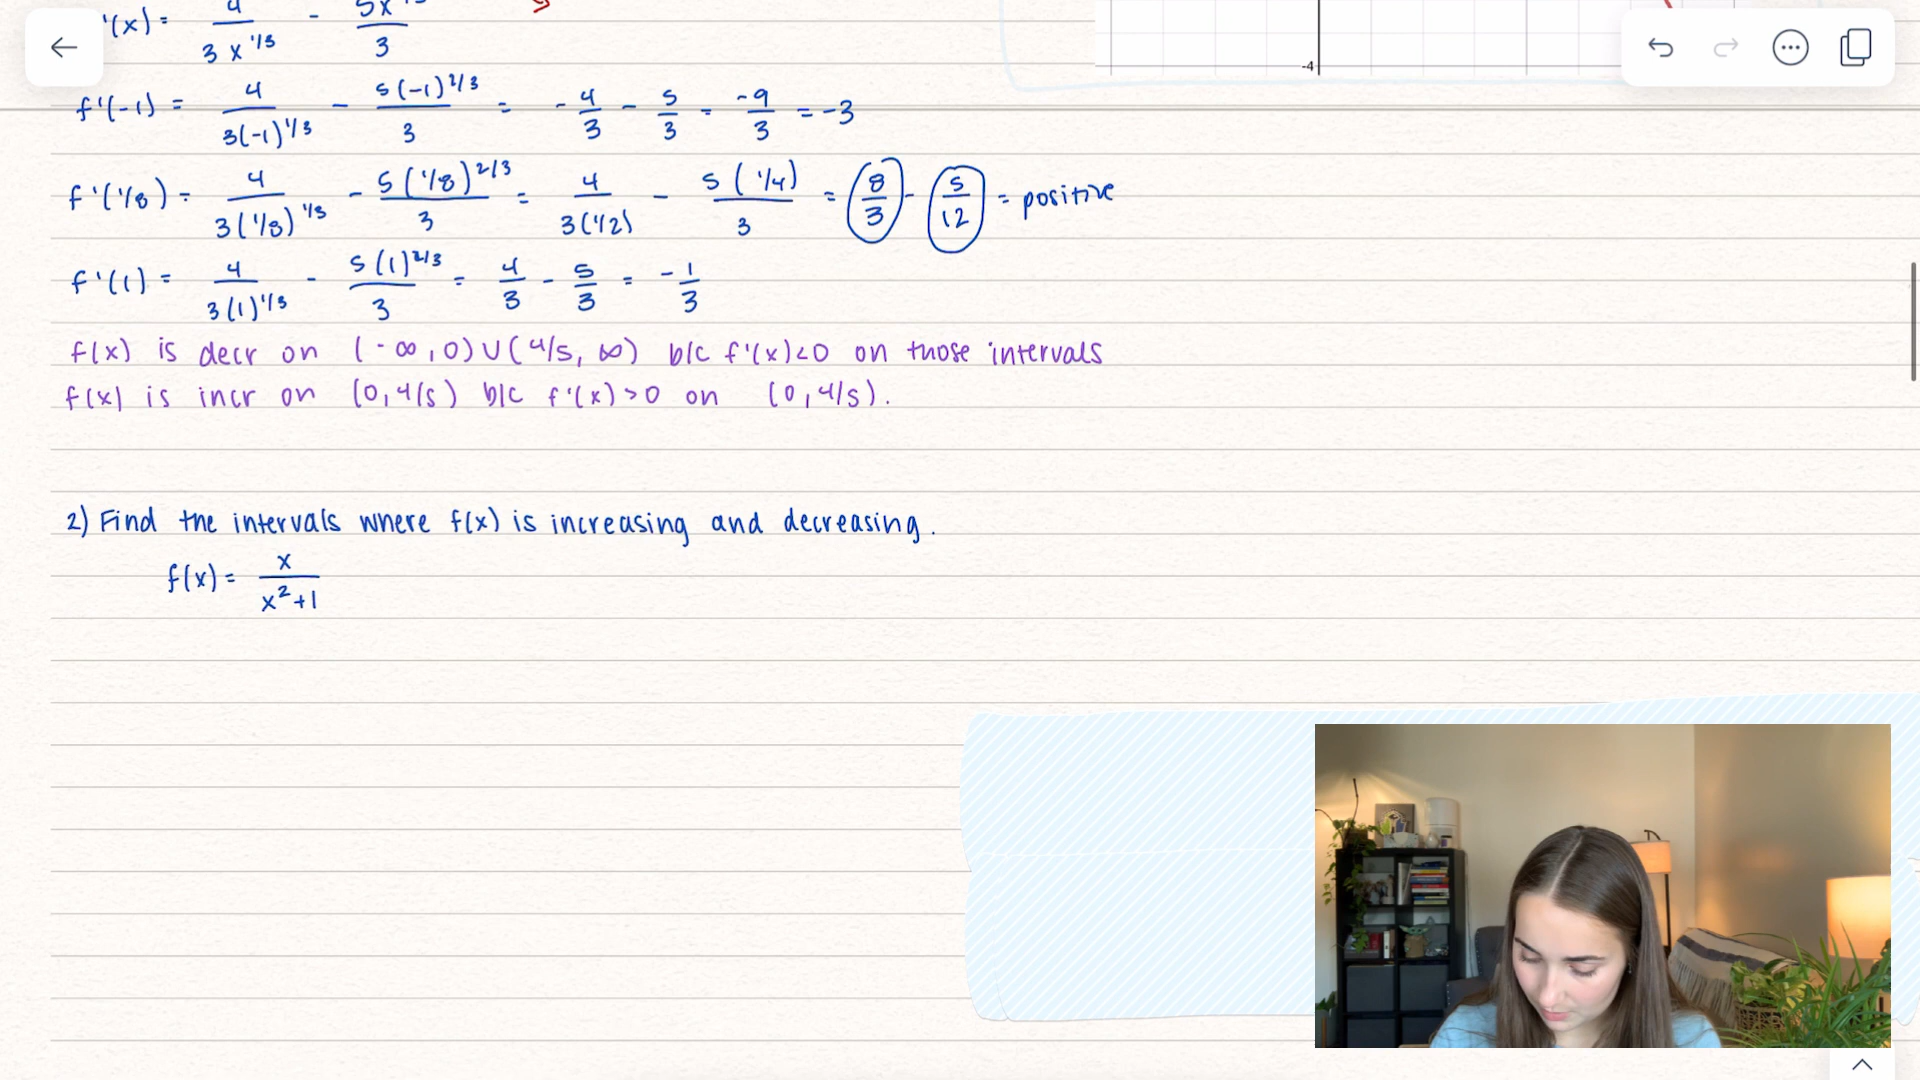 '(x) = 4/(3x^(1/3)) - 5x/3
-4
f'(-1) = 4/(3(-1)^(1/3)) - 5(-1)^(2/3)/3 = -4/3 - 5/3 = -9/3 = -3
f'(1/8) = 4/(3(1/8)^(1/3)) - 5(1/8)^(2/3)/3 = 4/(3(1/2)) - 5(1/4)/3 = 8/3 - 5/12 = positive
f'(1) = 4/(3(1)^(1/3)) - 5(1)^(2/3)/3 = 4/3 - 5/3 = -1/3
f(x) is decr on (-∞,0)∪(4/5,∞) b/c f'(x)<0 on those intervals
f(x) is incr on (0,4/5) b/c f'(x)>0 on (0,4/5).
2) Find the intervals where f(x) is increasing and decreasing.
f(x) = x/(x²+1)